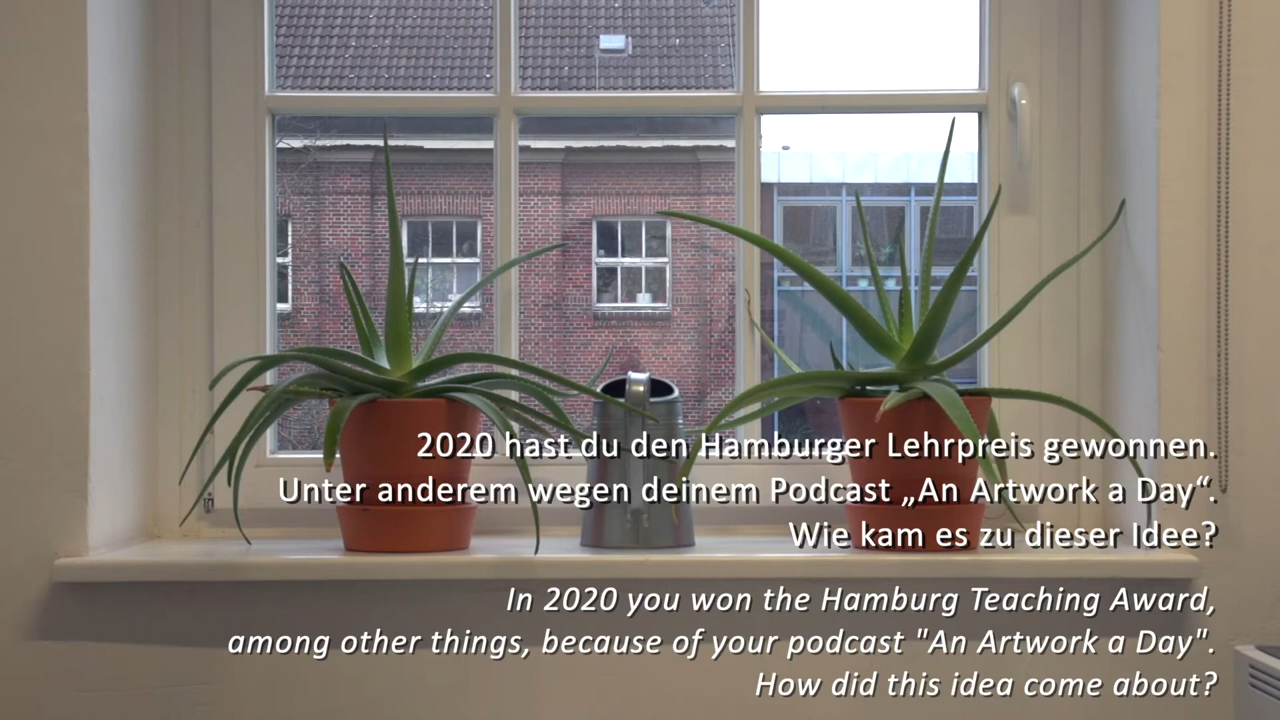 2020 hast du den Hamburger Lehrpreis gewonnen.
Unter anderem wegen deinem Podcast „An Artwork a Day“.
Wie kam es zu dieser Idee?
In 2020 you won the Hamburg Teaching Award,
among other things, because of your podcast "An Artwork a Day".
How did this idea come about?